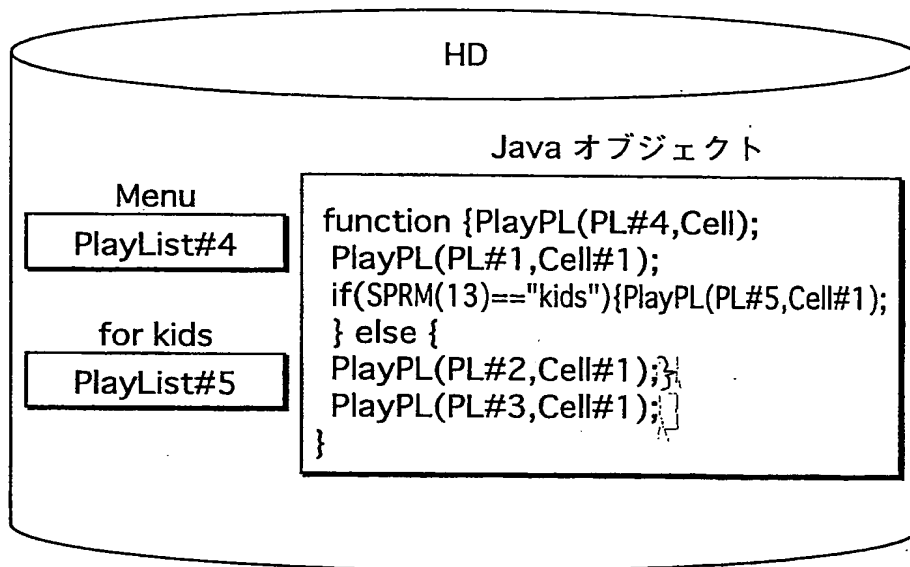 HD
Java オブジェクト
Menu
PlayList#4
for kids
PlayList#5
function {PlayPL(PL#4,Cell);
PlayPL(PL#1,Cell#1);
if(SPRM(13)=="kids"){PlayPL(PL#5,Cell#1);
} else {
PlayPL(PL#2,Cell#1);}
PlayPL(PL#3,Cell#1);
}